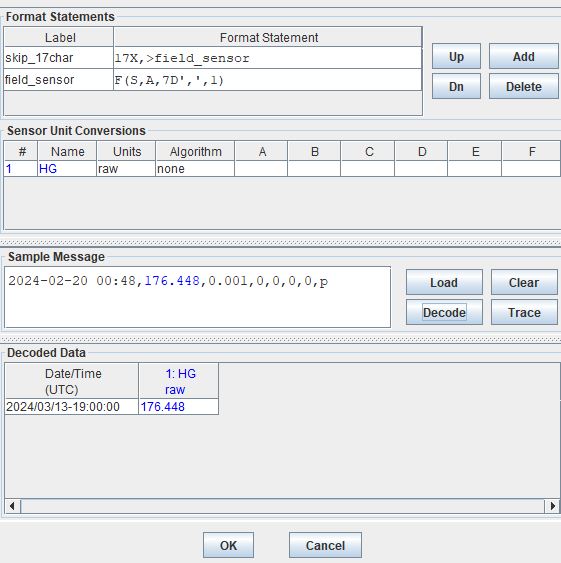 Format Statements
Label Format Statement
skip_17char 17X,>field_sensor
field_sensor F(S,A,7D',',1)
Up Add
Dn Delete
Sensor Unit Conversions
# Name Units Algorithm A B C D E F
1 HG raw none
Sample Message
2024-02-20 00:48,176.448,0.001,0,0,0,0,p
Load Clear
Decode Trace
Decoded Data
Date/Time 1: HG
(UTC) raw
2024/03/13-19:00:00 176.448
OK Cancel